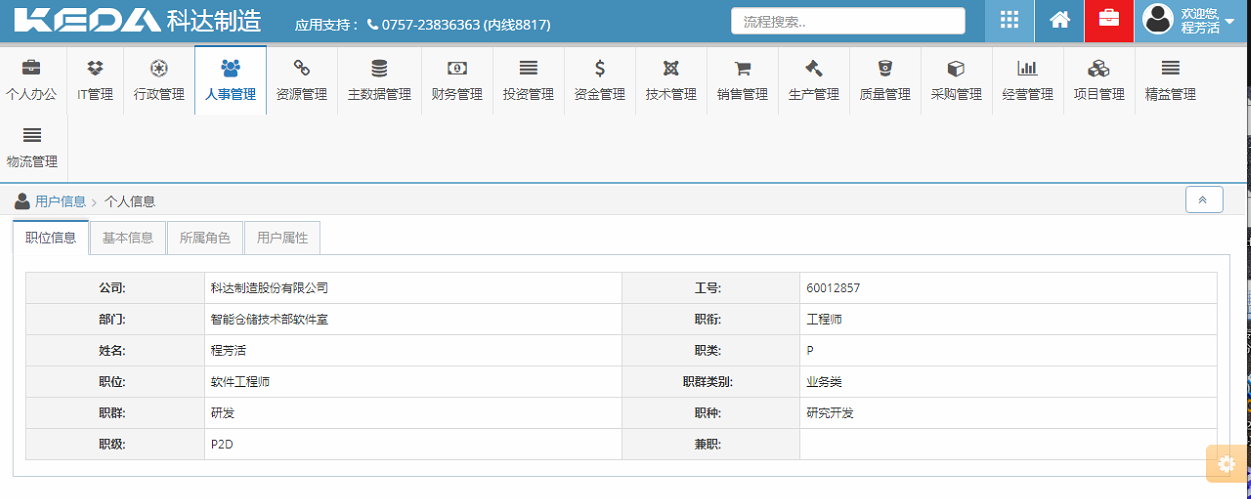 KEDA 科达制造 应用支持： 0757-23836363 (内线8817) 流程搜索.. 欢迎您, 程芳活
个人办公 IT管理 行政管理 人事管理 资源管理 主数据管理 财务管理 投资管理 资金管理 技术管理 销售管理 生产管理 质量管理 采购管理 经营管理 项目管理 精益管理
物流管理
用户信息 > 个人信息
职位信息 基本信息 所属角色 用户属性
公司: 科达制造股份有限公司 工号: 60012857
部门: 智能仓储技术部软件室 职衔: 工程师
姓名: 程芳活 职类: P
职位: 软件工程师 职群类别: 业务类
职群: 研发 职种: 研究开发
职级: P2D 兼职: